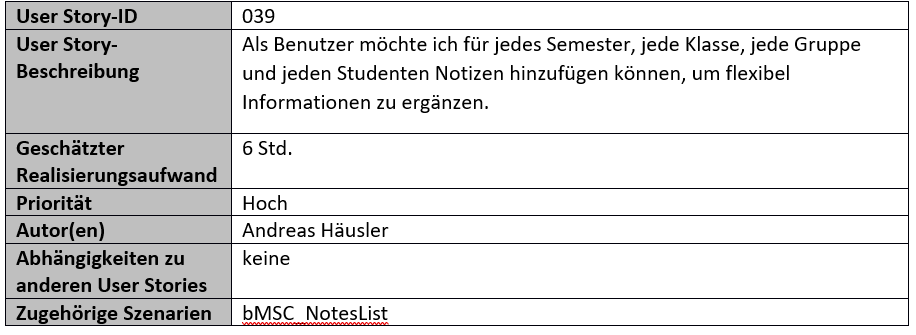 User Story-ID 039
User Story- Als Benutzer möchte ich für jedes Semester, jede Klasse, jede Gruppe
Beschreibung und jeden Studenten Notizen hinzufügen können, um flexibel
Informationen zu ergänzen.
Geschätzter 6 Std.
Realisierungsaufwand
Priorität Hoch
Autor(en) Andreas Häusler
Abhängigkeiten zu keine
anderen User Stories
Zugehörige Szenarien bMSC_NotesList